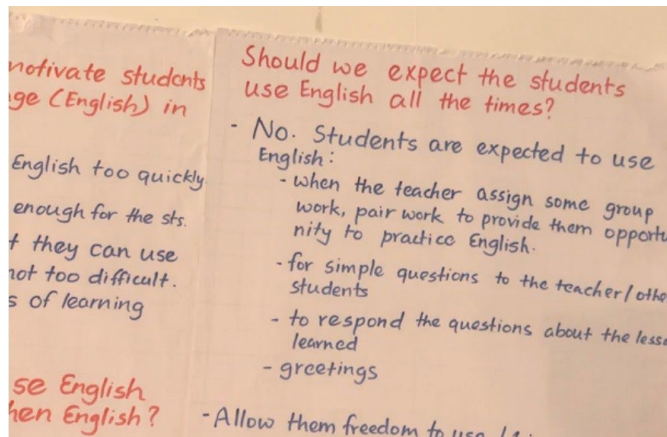 motivate students
ge (English) in
English too quickly
enough for the sts.
they can use
not too difficult.
s of learning
se English
hen English?
Should we expect the students
use English all the times?
- No. Students are expected to use
English:
- when the teacher assign some group
work, pair work to provide them opportu
nity to practice English.
- for simple questions to the teacher/othe
students
- to respond the questions about the lesso
learned
- greetings
- Allow them freedom to use L1